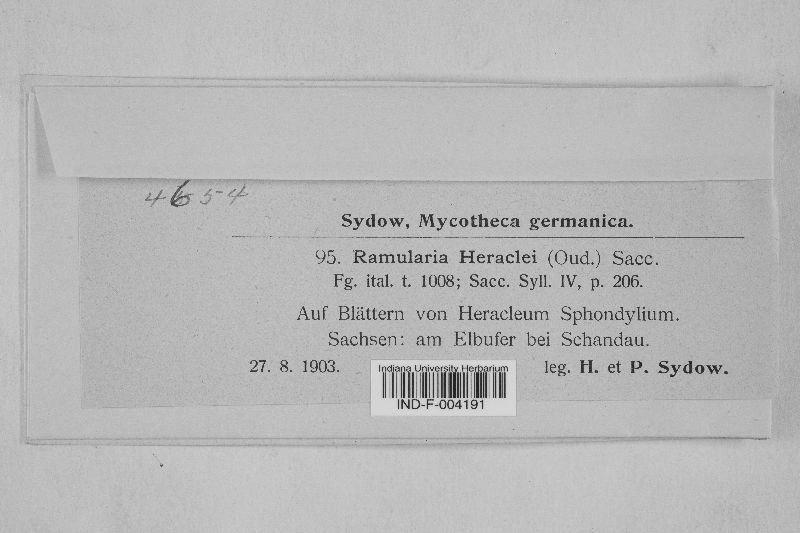 4654
Sydow, Mycotheca germanica.
95. Ramularia Heraclei (Oud.) Sacc.
Fg. ital. t. 1008; Sacc. Syll. IV, p. 206.
Auf Blättern von Heracleum Sphondylium.
Sachsen: am Elbufer bei Schandau.
27. 8. 1903. leg. H. et P. Sydow.
Indiana University Herbarium
IND-F-004191